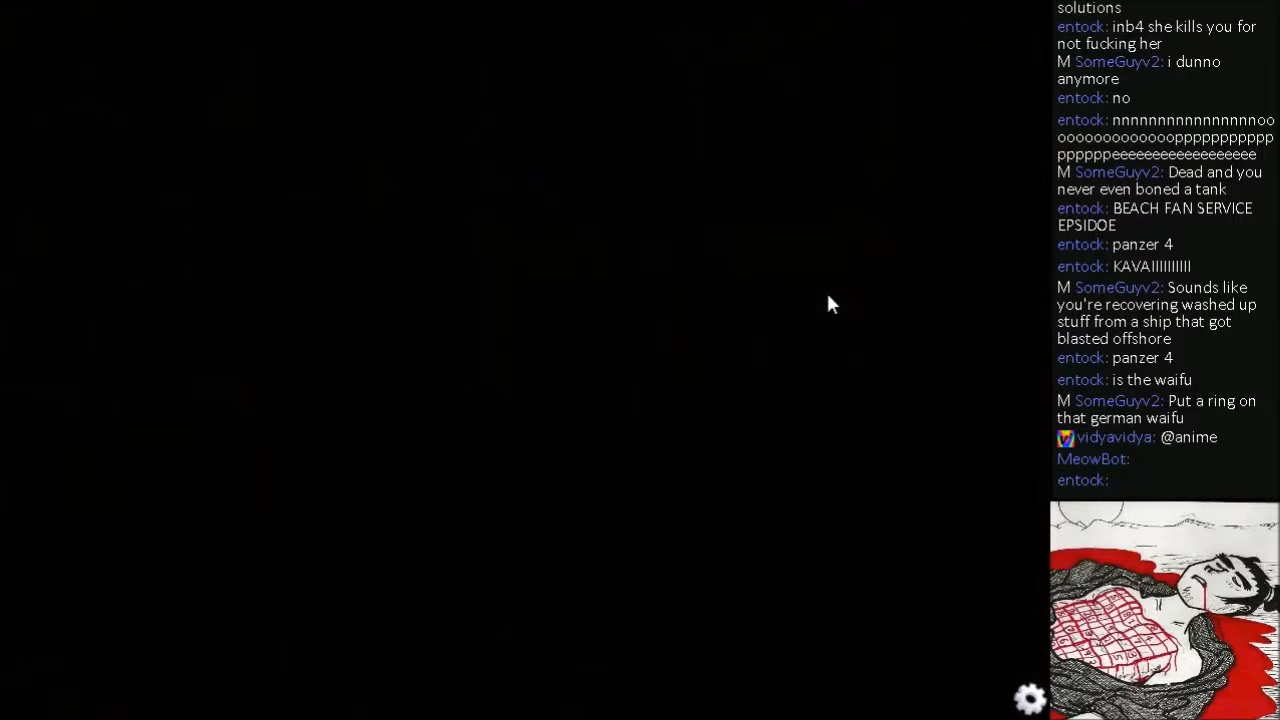 solutions
entock: inb4 she kills you for
not fucking her
M SomeGuyv2: i dunno
anymore
entock: no
entock: nnnnnnnnnnnnnnnnoo
ooooooooooooopppppppppp
ppppppeeeeeeeeeeeeeeeeee
M SomeGuyv2: Dead and you
never even boned a tank
entock: BEACH FAN SERVICE
EPSIDOE
entock: panzer 4
entock: KAVAIIIIIIIIII
M SomeGuyv2: Sounds like
you're recovering washed up
stuff from a ship that got
blasted offshore
entock: panzer 4
entock: is the waifu
M SomeGuyv2: Put a ring on
that german waifu
vidyavidya: @anime
MeowBot:
entock: